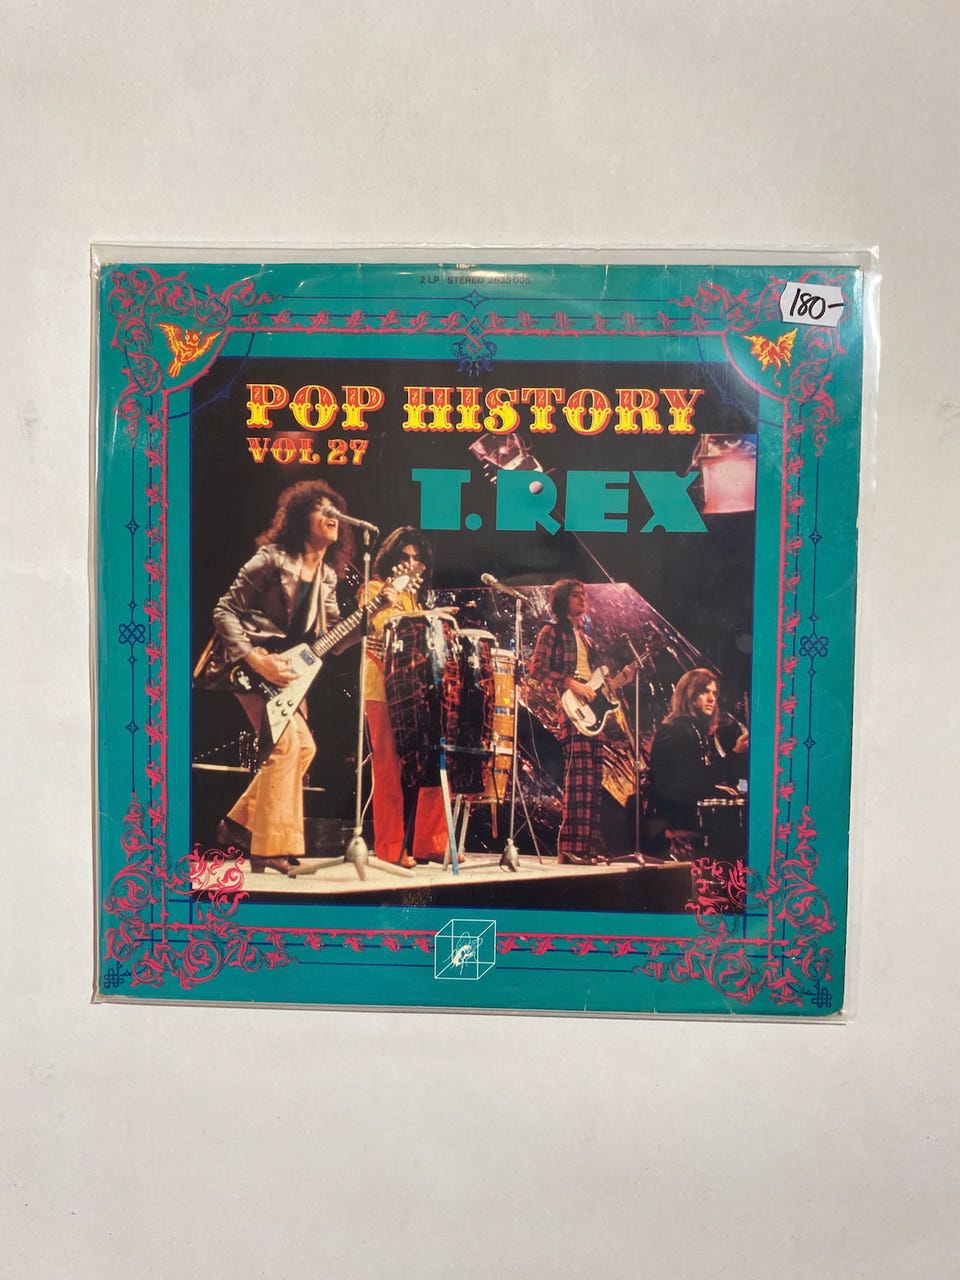 2 LP STEREO 2635 005
180-
POP HISTORY
VOL 27
T.REX